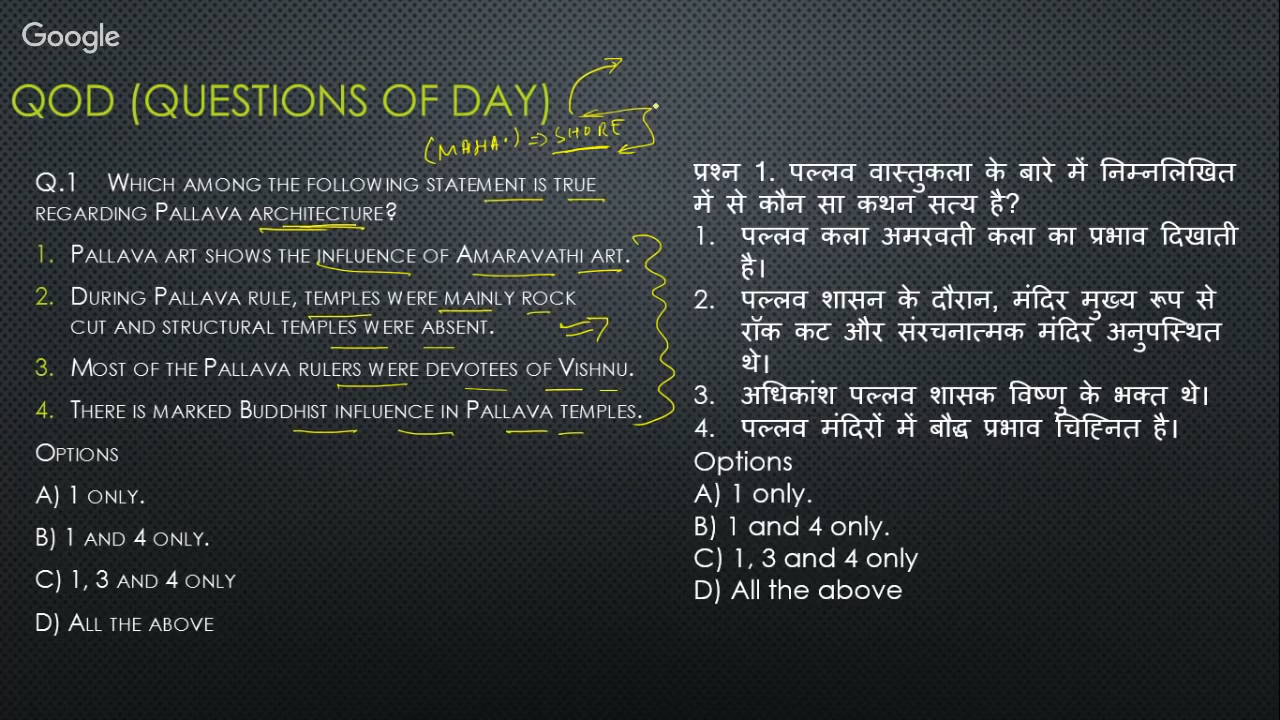 Google
QOD (QUESTIONS OF DAY)
(MAHA.) => SHORE
Q.1 WHICH AMONG THE FOLLOWING STATEMENT IS TRUE
REGARDING PALLAVA ARCHITECTURE?
1. PALLAVA ART SHOWS THE INFLUENCE OF AMARAVATHI ART.
2. DURING PALLAVA RULE, TEMPLES WERE MAINLY ROCK
CUT AND STRUCTURAL TEMPLES WERE ABSENT.
3. MOST OF THE PALLAVA RULERS WERE DEVOTEES OF VISHNU.
4. THERE IS MARKED BUDDHIST INFLUENCE IN PALLAVA TEMPLES.
OPTIONS
A) 1 ONLY.
B) 1 AND 4 ONLY.
C) 1, 3 AND 4 ONLY
D) ALL THE ABOVE
प्रश्न 1. पल्लव वास्तुकला के बारे में निम्नलिखित
में से कौन सा कथन सत्य है?
1. पल्लव कला अमरवती कला का प्रभाव दिखाती
है।
2. पल्लव शासन के दौरान, मंदिर मुख्य रूप से
रॉक कट और संरचनात्मक मंदिर अनुपस्थित
थे।
3. अधिकांश पल्लव शासक विष्णु के भक्त थे।
4. पल्लव मंदिरों में बौद्ध प्रभाव चिह्नित है।
Options
A) 1 only.
B) 1 and 4 only.
C) 1, 3 and 4 only
D) All the above